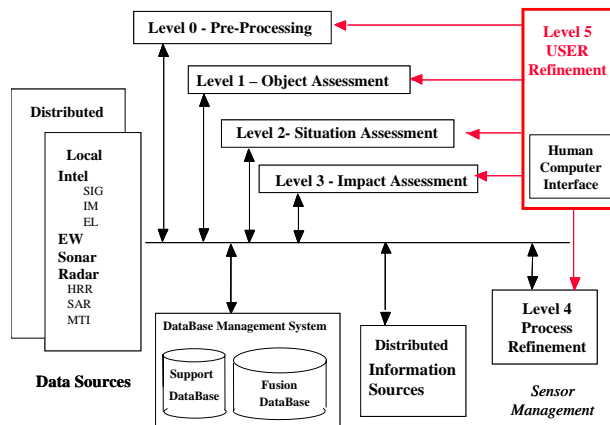 Level 0 - Pre-Processing
Level 5
USER
Refinement
Level 1 – Object Assessment
Distributed
Level 2- Situation Assessment
Local
Human
Computer
Interface
Level 3 - Impact Assessment
Intel
SIG
IM
EL
EW
Sonar
Radar
HRR
SAR
MTI
Level 4
Process
Refinement
DataBase Management System
Support
DataBase
Fusion
DataBase
Distributed
Information
Sources
Data Sources
Sensor
Management